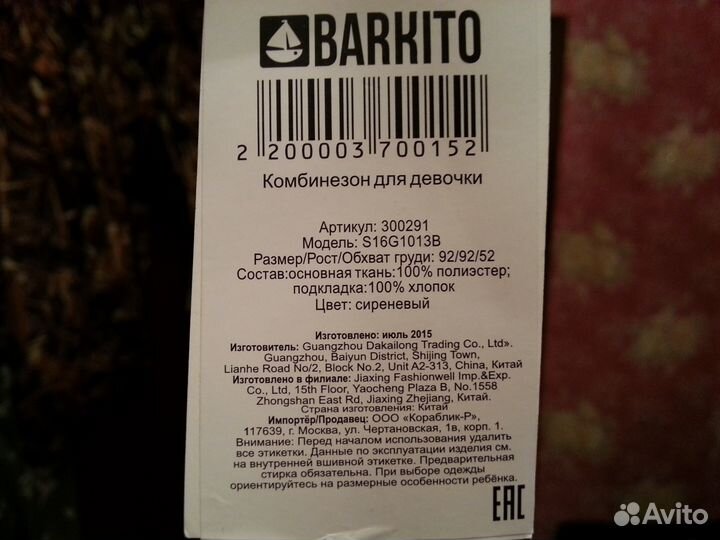 BARKITO
2 200003 700152
Комбинезон для девочки
Артикул: 300291
Модель: S16G1013B
Размер/Рост/Обхват груди: 92/92/52
Состав:основная ткань:100% полиэстер;
подкладка:100% хлопок
Цвет: сиреневый
Изготовлено: июль 2015
Изготовитель: Guangzhou Dakailong Trading Co., Ltd».
Guangzhou, Baiyun District, Shijing Town,
Lianhe Road No/2, Block No.2, Unit A2-313, China, Китай
Изготовлено в филиале: Jiaxing Fashionwell Imp.&Exp.
Co., Ltd, 15th Floor, Yaocheng Plaza B, No.1558
Zhongshan East Rd, Jiaxing Zhejiang, Китай.
Страна изготовления: Китай
Импортёр/Продавец: ООО «Кораблик-Р»,
117639, г. Москва, ул. Чертановская, 1в, корп. 1.
Внимание: Перед началом использования удалить
все этикетки. Данные по эксплуатации изделия см.
на внутренней вшивной этикетке. Предварительная
стирка обязательна. При выборе одежды
ориентируйтесь на размерные особенности ребёнка.
EAC
Avito